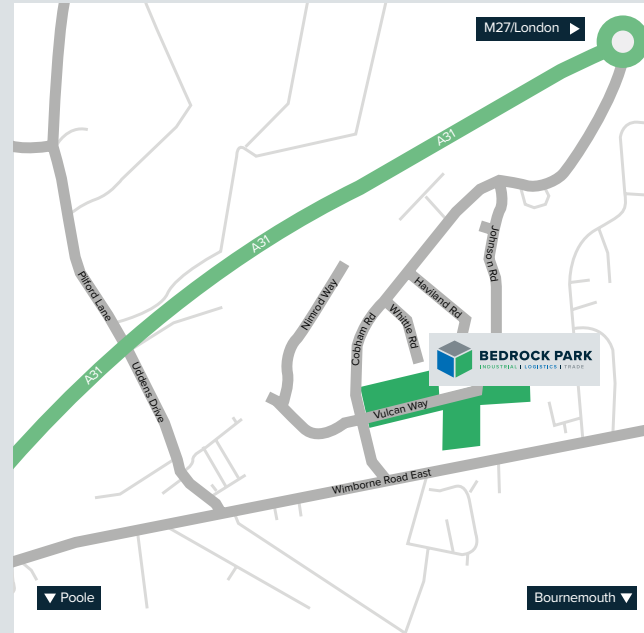 M27/London ▶
A31
A31
Johnson Rd
Nimrod Way
Haviland Rd
Pilford Lane
Whittle Rd
Cobham Rd
BEDROCK PARK
INDUSTRIAL | LOGISTICS | TRADE
A31
Uddens Drive
Vulcan Way
Wimborne Road East
▼ Poole
Bournemouth ▼